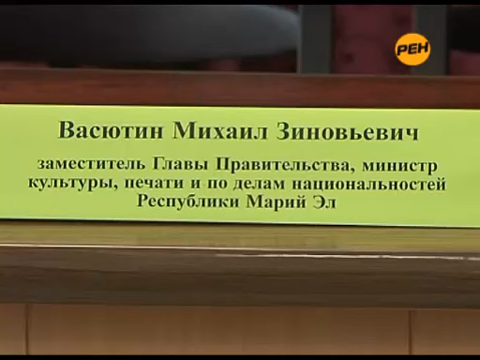 РЕН
Васютин Михаил Зиновьевич
заместитель Главы Правительства, министр
культуры, печати и по делам национальностей
Республики Марий Эл